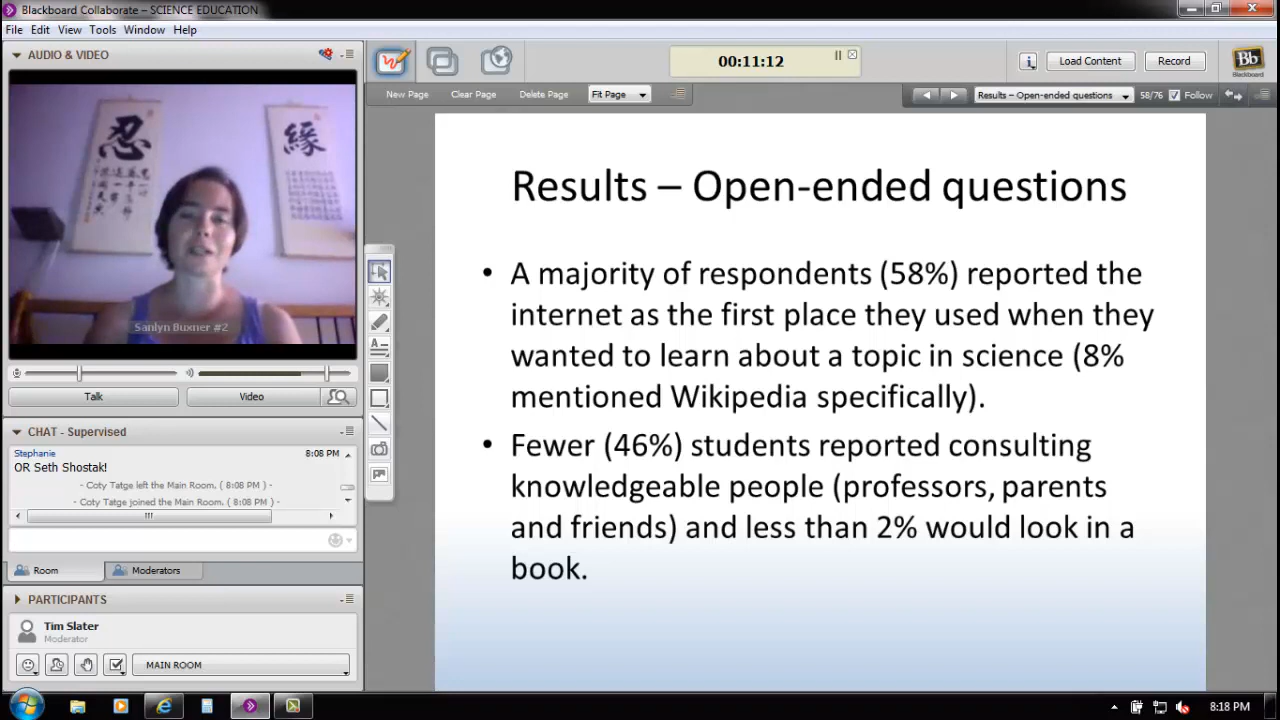 Blackboard Collaborate – SCIENCE EDUCATION
File Edit View Tools Window Help
AUDIO & VIDEO
忍
緣
Sanlyn Buxner #2
Talk
Video
CHAT - Supervised
Stephanie 8:08 PM
OR Seth Shostak!
- Coty Tatge left the Main Room. ( 8:08 PM ) -
- Coty Tatge joined the Main Room. ( 8:08 PM ) -
Room
Moderators
PARTICIPANTS
Tim Slater
Moderator
MAIN ROOM
00:11:12
Load Content
Record
Bb
Blackboard
New Page
Clear Page
Delete Page
Fit Page
Results – Open-ended questions
58/76
Follow
Results – Open-ended questions
• A majority of respondents (58%) reported the
internet as the first place they used when they
wanted to learn about a topic in science (8%
mentioned Wikipedia specifically).
• Fewer (46%) students reported consulting
knowledgeable people (professors, parents
and friends) and less than 2% would look in a
book.
8:18 PM